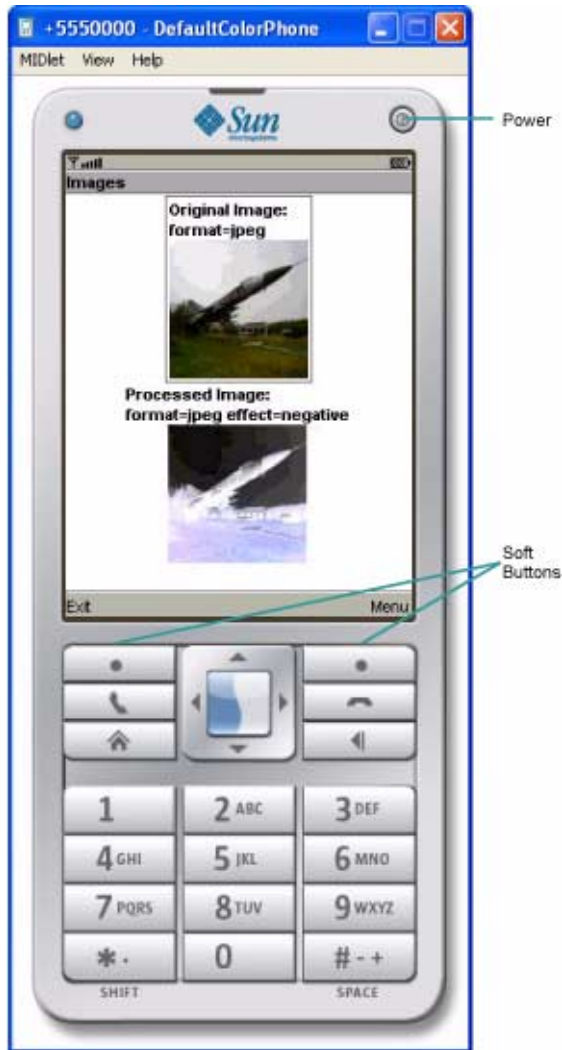 +5550000 - DefaultColorPhone
MIDlet View Help
Sun
microsystems
Power
Images
Original Image:
format=jpeg
Processed Image:
format=jpeg effect=negative
Soft
Buttons
Exit Menu
1 2 ABC 3 DEF
4 GHI 5 JKL 6 MNO
7 PQRS 8 TUV 9 WXYZ
* . 0 # - +
SHIFT SPACE